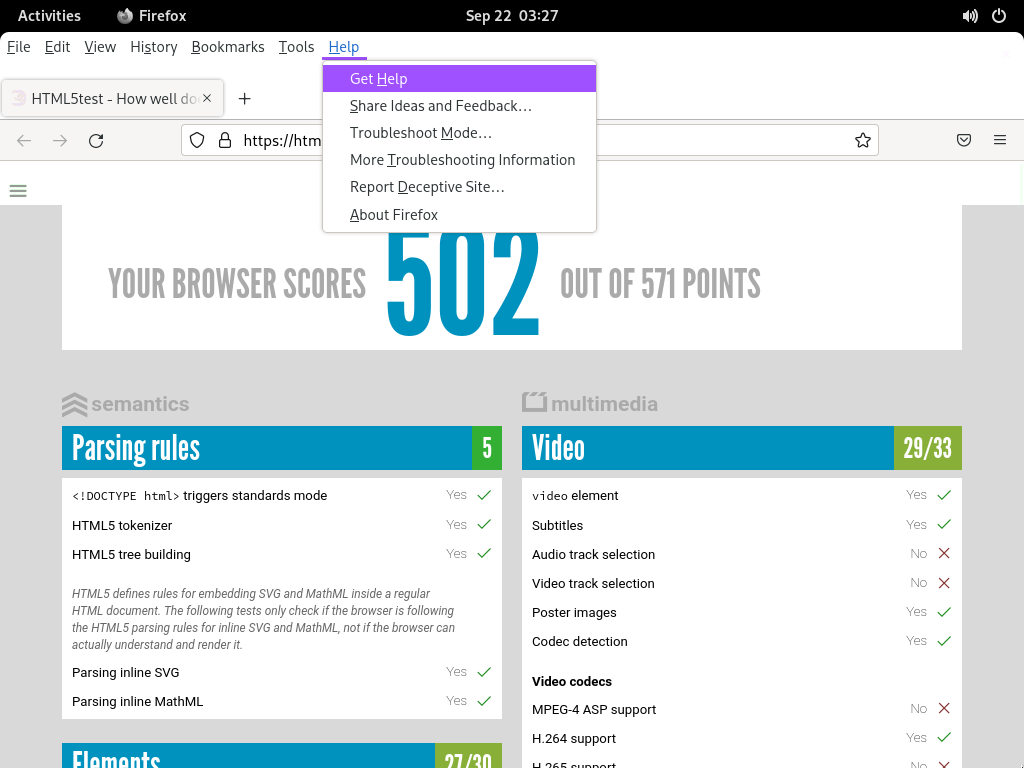 Activities Firefox Sep 22 03:27
File Edit View History Bookmarks Tools Help
Get Help
HTML5test - How well do
Share Ideas and Feedback…
Troubleshoot Mode…
https://htm
More Troubleshooting Information
Report Deceptive Site…
About Firefox
YOUR BROWSER SCORES 502 OUT OF 571 POINTS
semantics
Parsing rules 5
<!DOCTYPE html> triggers standards mode Yes
HTML5 tokenizer Yes
HTML5 tree building Yes
HTML5 defines rules for embedding SVG and MathML inside a regular
HTML document. The following tests only check if the browser is following
the HTML5 parsing rules for inline SVG and MathML, not if the browser can
actually understand and render it.
Parsing inline SVG Yes
Parsing inline MathML Yes
Elements 27/30
multimedia
Video 29/33
video element Yes
Subtitles Yes
Audio track selection No
Video track selection No
Poster images Yes
Codec detection Yes
Video codecs
MPEG-4 ASP support No
H.264 support Yes
H.265 support No